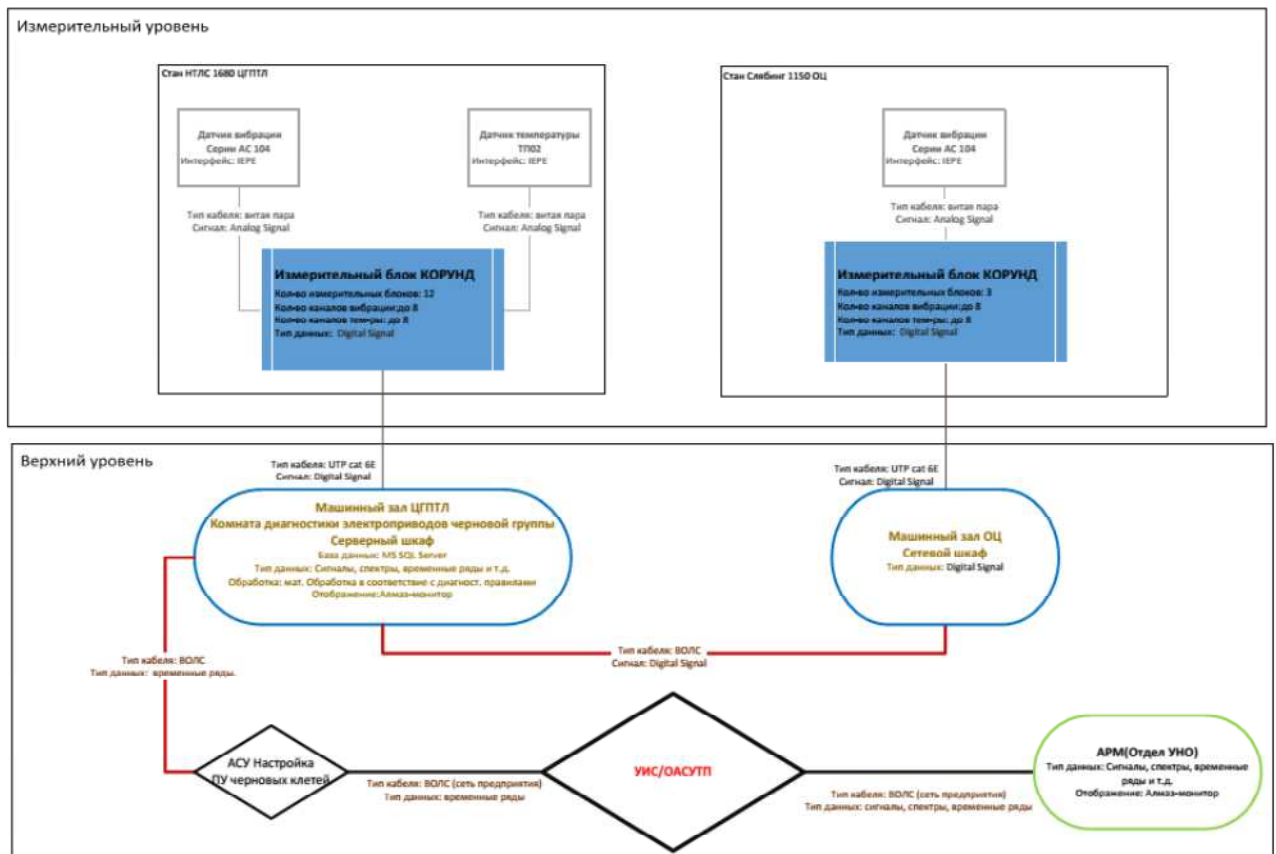 Измерительный уровень
Стан НТЛС 1680 ЦГПТЛ
Датчик вибрации
Серии АС 104
Интерфейс: IEPE
Тип кабеля: витая пара
Сигнал: Analog Signal
Датчик температуры
ТП02
Интерфейс: IEPE
Тип кабеля: витая пара
Сигнал: Analog Signal
Измерительный блок КОРУНД
Кол-во измерительных блоков: 12
Кол-во каналов вибрации:до 8
Кол-во каналов тем-ры: до 8
Тип данных: Digital Signal
Стан Слябинг 1150 ОЦ
Датчик вибрации
Серии АС 104
Интерфейс: IEPE
Тип кабеля: витая пара
Сигнал: Analog Signal
Измерительный блок КОРУНД
Кол-во измерительных блоков: 3
Кол-во каналов вибрации:до 8
Кол-во каналов тем-ры: до 8
Тип данных: Digital Signal
Верхний уровень
Тип кабеля: UTP cat 6E
Сигнал: Digital Signal
Тип кабеля: UTP cat 6E
Сигнал: Digital Signal
Машинный зал ЦГПТЛ
Комната диагностики электроприводов черновой группы
Серверный шкаф
База данных: MS SQL Server
Тип данных: Сигналы, спектры, временные ряды и т.д.
Обработка: мат. Обработка в соответствие с диагност. правилами
Отображение:Алмаз-монитор
Машинный зал ОЦ
Сетевой шкаф
Тип данных: Digital Signal
Тип кабеля: ВОЛС
Тип данных: временные ряды.
Тип кабеля: ВОЛС
Сигнал: Digital Signal
АСУ Настройка
ПУ черновых клетей
Тип кабеля: ВОЛС (сеть предприятия)
Тип данных: временные ряды
УИС/ОАСУТП
Тип кабеля: ВОЛС (сеть предприятия)
Тип данных: сигналы, спектры, временные ряды
АРМ(Отдел УНО)
Тип данных: Сигналы, спектры, временные
ряды и т.д.
Отображение: Алмаз-монитор